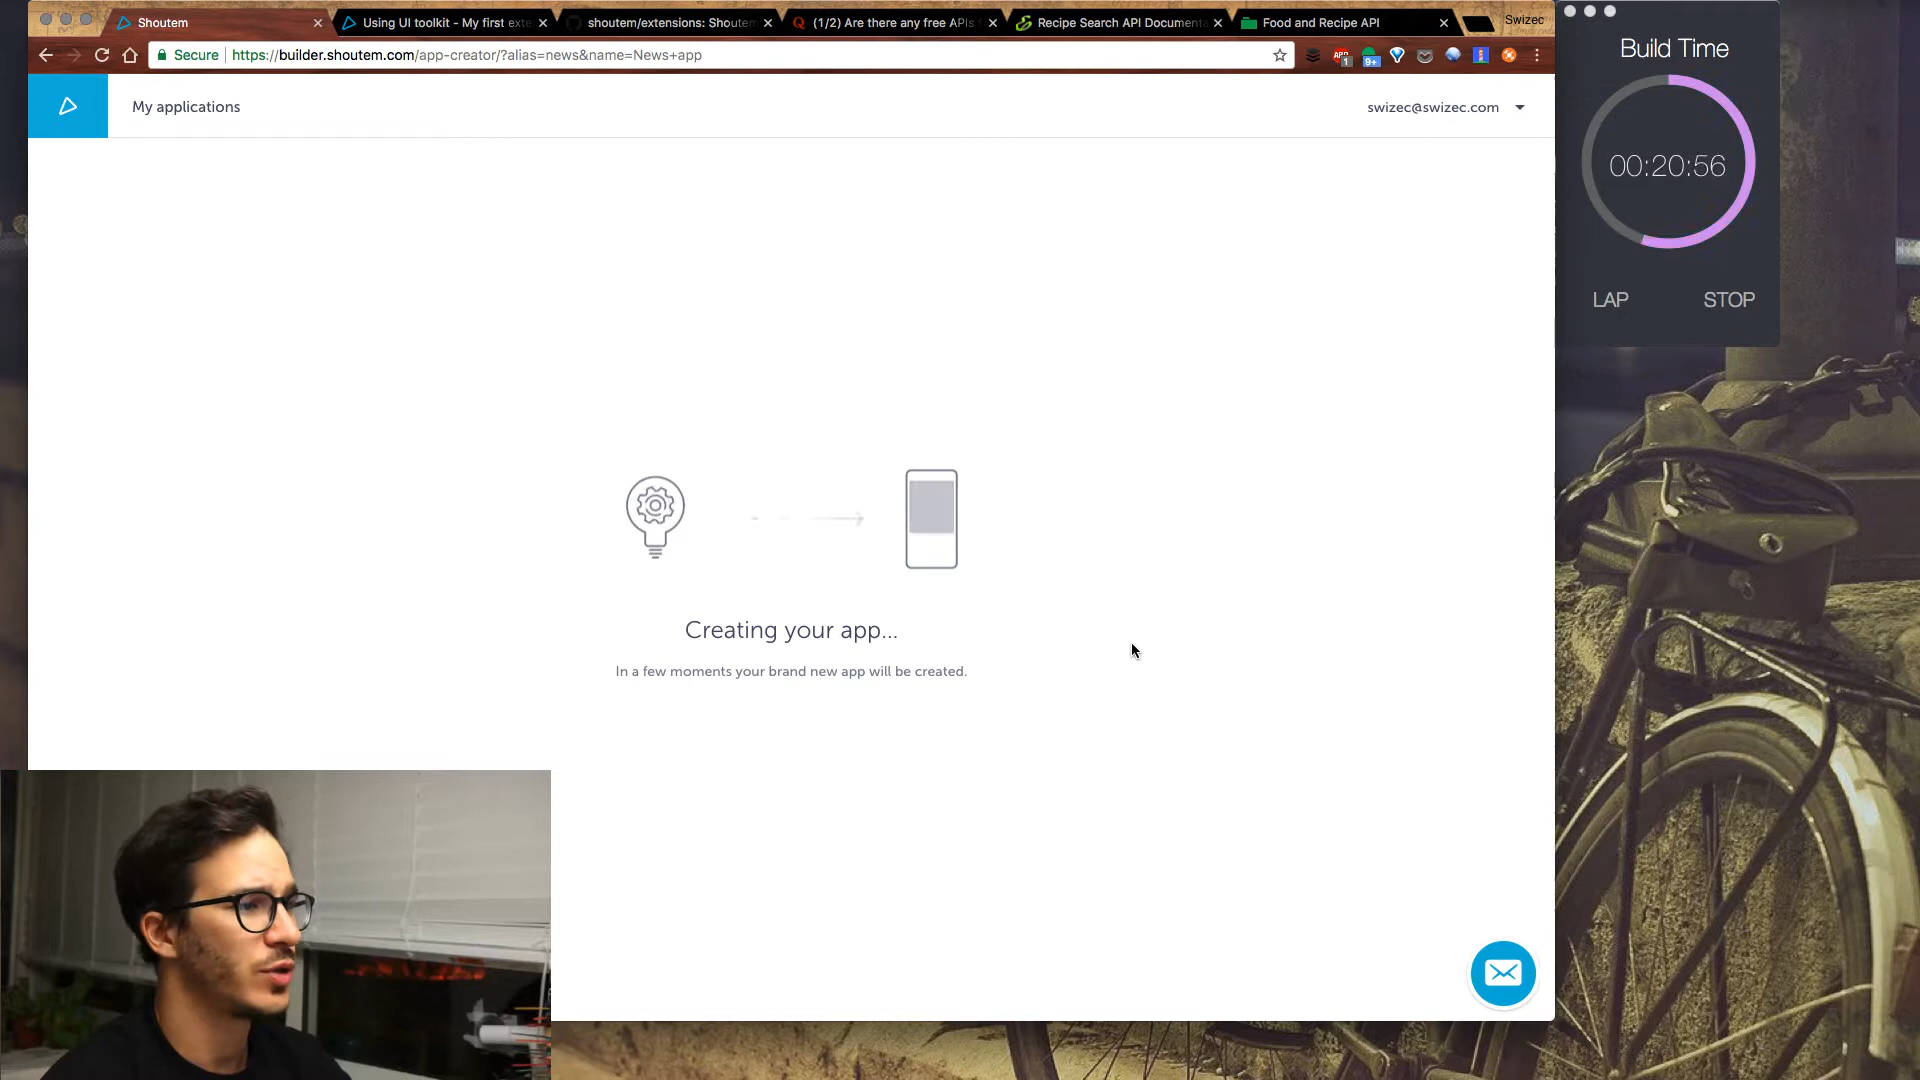 Shoutem
Using UI toolkit - My first exte
shoutem/extensions: Shoutem
(1/2) Are there any free APIs
Recipe Search API Documenta
Food and Recipe API
Swizec
Secure
https://builder.shoutem.com/app-creator/?alias=news&name=News+app
1
9+
My applications
swizec@swizec.com
Build Time
00:20:56
LAP
STOP
Creating your app...
In a few moments your brand new app will be created.